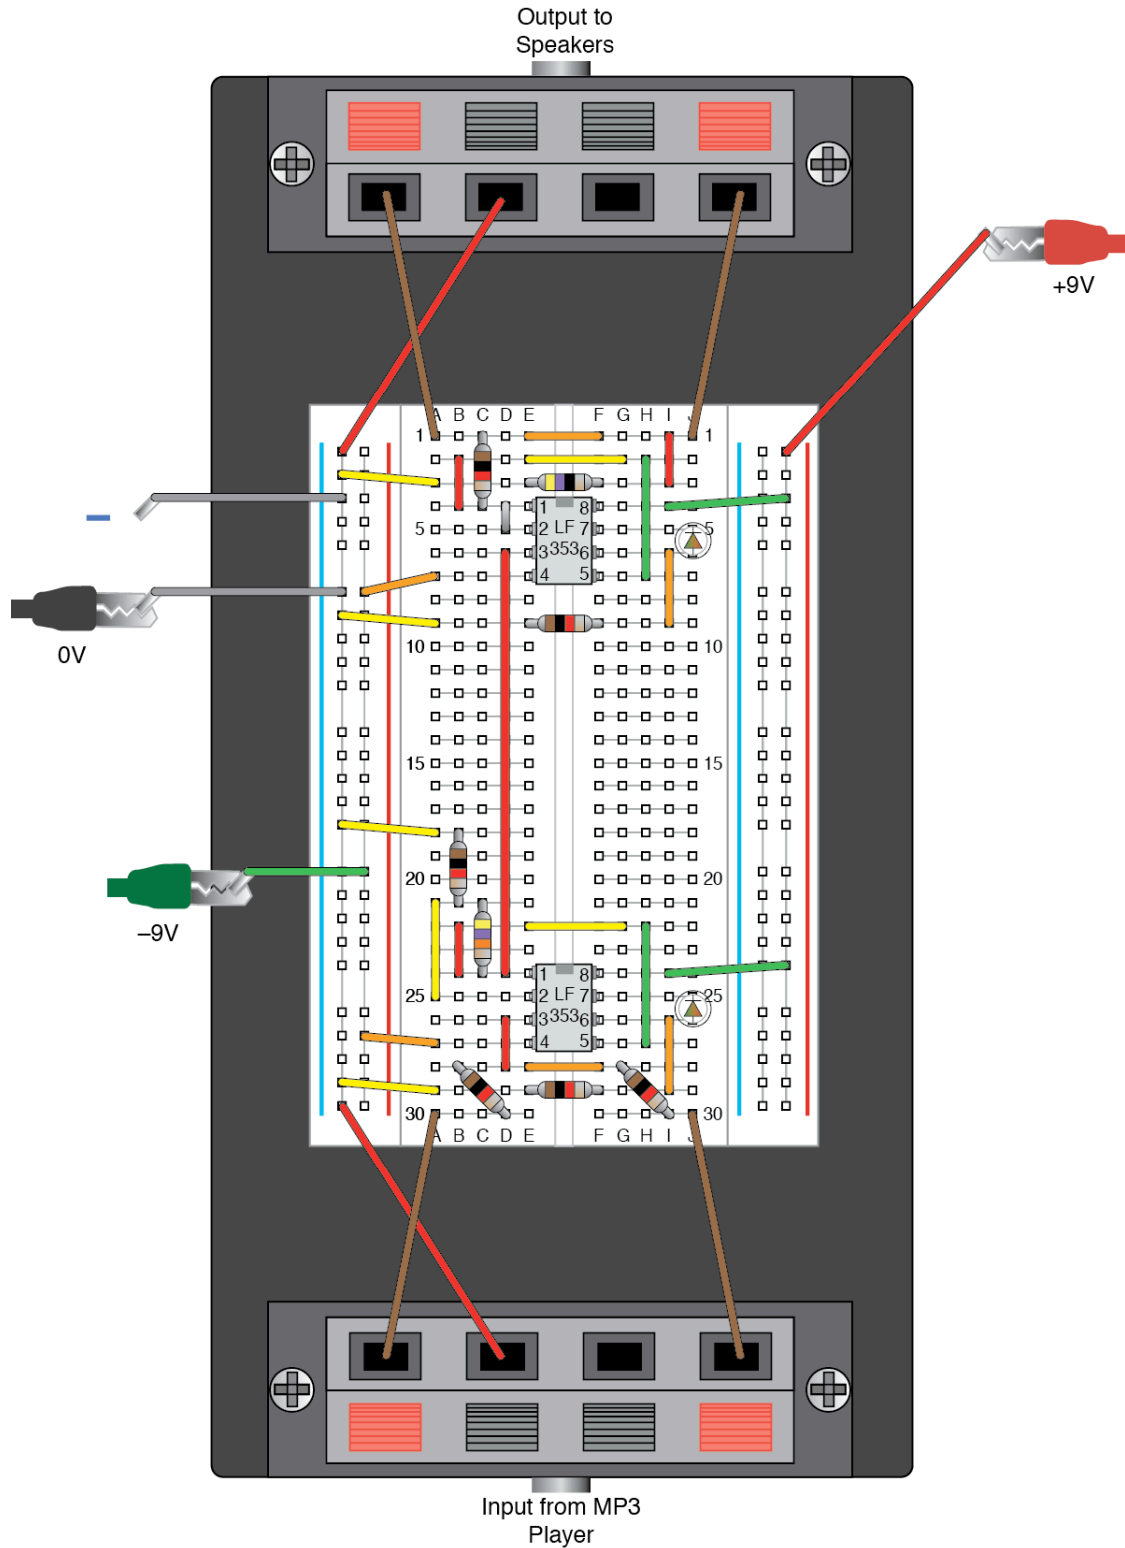 Output to
Speakers
+9V
A B C D E F G H I J
1 1
1 8
5 2 LF 7 5
3 353 6
4 5
0V
10 10
15 15
20 20
–9V
1 8
25 2 LF 7 25
3 353 6
4 5
30 30
A B C D E F G H I J
Input from MP3
Player